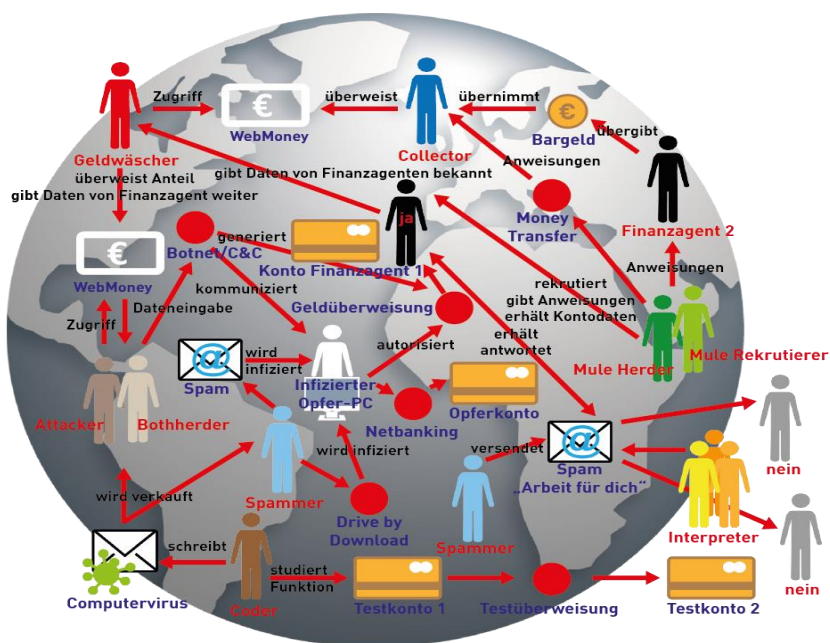 Zugriff
€
WebMoney
überweist
übernimmt
€
Bargeld
übergibt
Geldwäscher
Collector
Anweisungen
überweist Anteil
gibt Daten von Finanzagent weiter
gibt Daten von Finanzagenten bekannt
ja
Money
Transfer
Finanzagent 2
€
WebMoney
Botnet/C&C
generiert
Konto Finanzagent 1
Anweisungen
kommuniziert
Geldüberweisung
rekrutiert
gibt Anweisungen
erhält Kontodaten
Zugriff
Dateneingabe
autorisiert
erhält
antwortet
@
Spam
wird
infiziert
Infizierter
Opfer-PC
Netbanking
Opferkonto
Mule Herder
Mule Rekrutierer
Attacker
Bothherder
wird verkauft
Spammer
wird infiziert
Drive by
Download
versendet
@
Spam
„Arbeit für dich“
Spammer
Interpreter
nein
nein
Computervirus
schreibt
Coder
studiert
Funktion
Testkonto 1
Testüberweisung
Testkonto 2